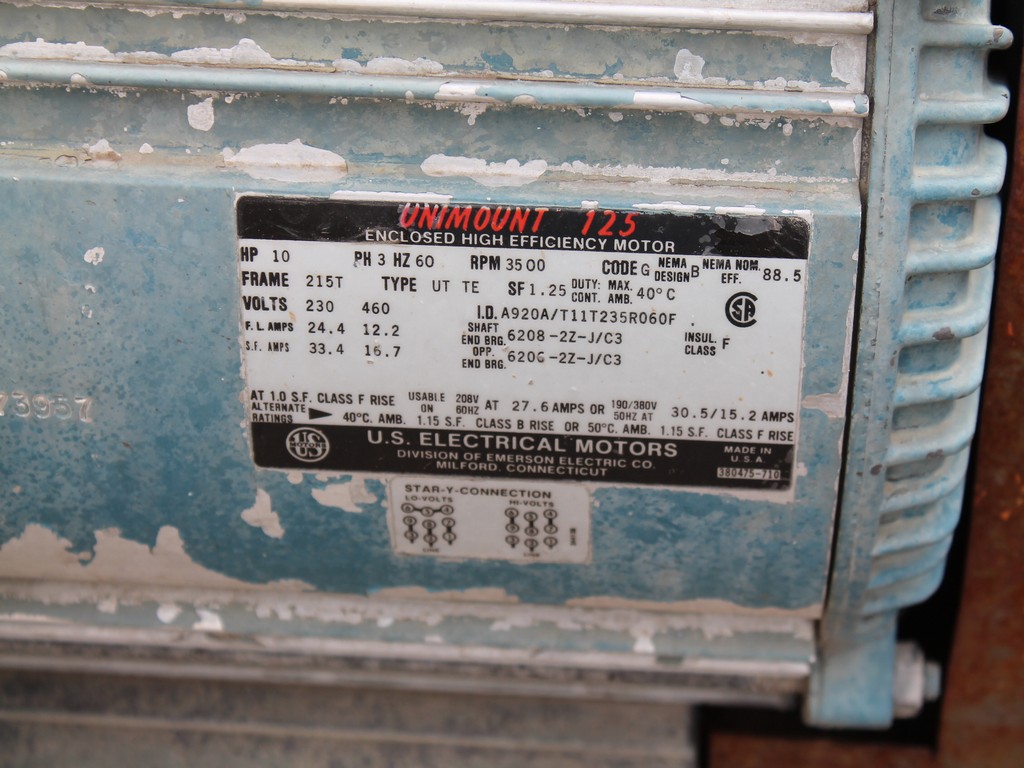 UNIMOUNT 125
ENCLOSED HIGH EFFICIENCY MOTOR
HP 10 PH 3 HZ 60 RPM 3500 CODE G NEMA DESIGN B NEMA NOM. EFF. 88.5
FRAME 215T TYPE UT TE SF 1.25 DUTY: CONT. MAX. AMB. 40°C
VOLTS 230 460 I.D. A920A/T11T235R060F
F.L. AMPS 24.4 12.2 SHAFT END BRG. 6208-2Z-J/C3 INSUL. CLASS F
S.F. AMPS 33.4 16.7 OPP. END BRG. 6206-2Z-J/C3
SA
AT 1.0 S.F. CLASS F RISE USABLE ON 208V 60HZ AT 27.6 AMPS OR 190/380V 50HZ AT 30.5/15.2 AMPS
ALTERNATE RATINGS 40°C. AMB. 1.15 S.F. CLASS B RISE OR 50°C. AMB. 1.15 S.F. CLASS F RISE
US MOTORS
U.S. ELECTRICAL MOTORS
DIVISION OF EMERSON ELECTRIC CO.
MILFORD, CONNECTICUT
MADE IN
U.S.A
380475-710
73957
STAR-Y-CONNECTION
LO-VOLTS HI-VOLTS
LINE LINE